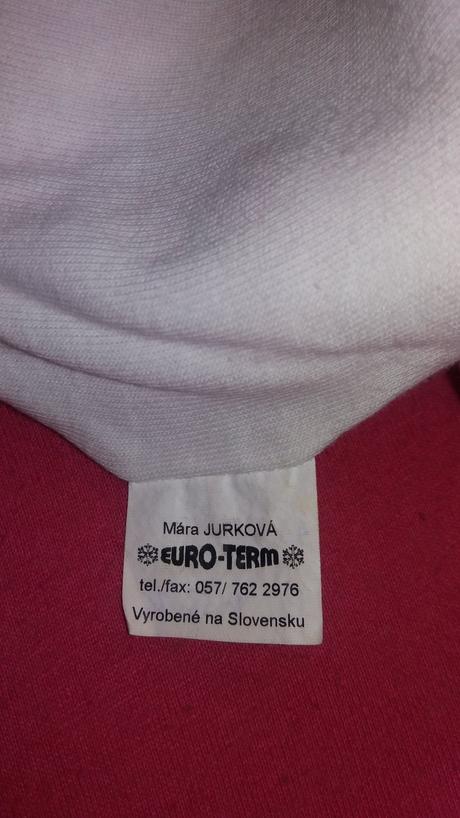 Mára JURKOVÁ
EURO-TERM
tel./fax: 057/ 762 2976
Vyrobené na Slovensku